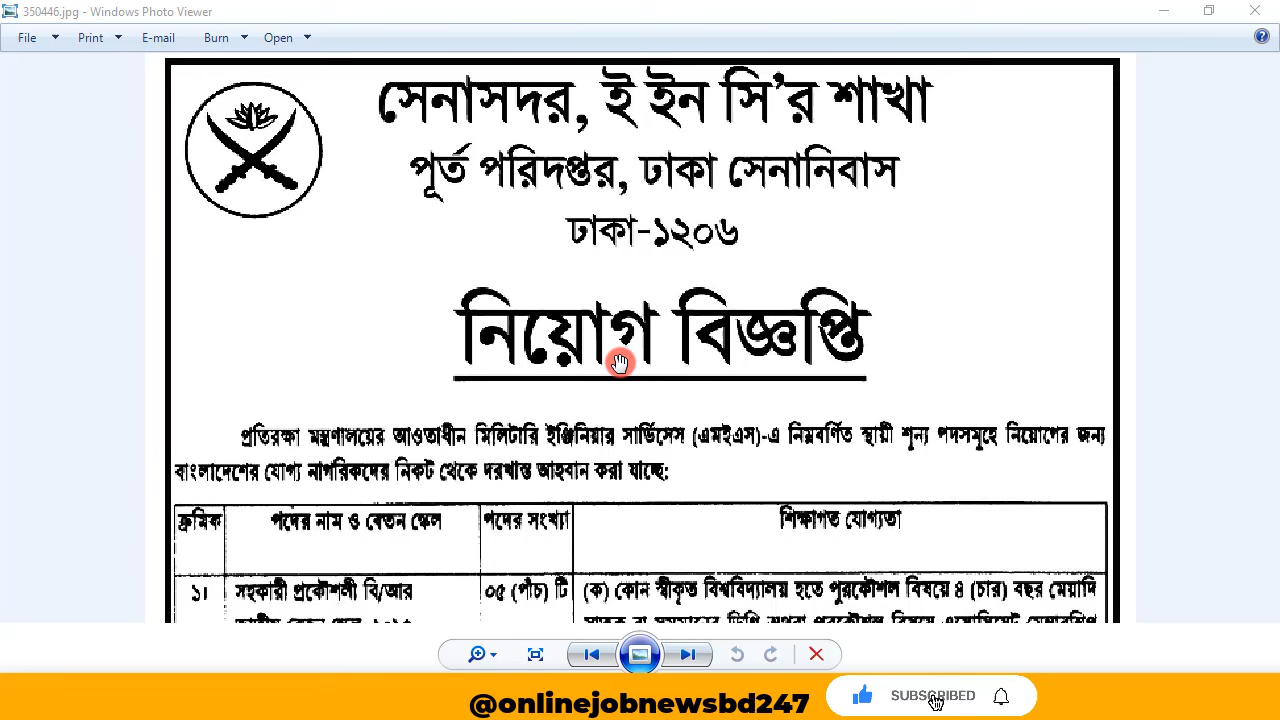 350446.jpg - Windows Photo Viewer
File Print E-mail Burn Open
সেনাসদর, ই ইন সি'র শাখা
পূর্ত পরিদপ্তর, ঢাকা সেনানিবাস
ঢাকা-১২০৬
নিয়োগ বিজ্ঞপ্তি
প্রতিরক্ষা মন্ত্রণালয়ের আওতাধীন মিলিটারি ইঞ্জিনিয়ার সার্ভিসেস (এমইএস)-এ নিম্নবর্ণিত স্থায়ী শূন্য পদসমূহে নিয়োগের জন্য
বাংলাদেশের যোগ্য নাগরিকদের নিকট থেকে দরখাস্ত আহবান করা যাচ্ছে:
ক্রমিক পদের নাম ও বেতন স্কেল পদের সংখ্যা শিক্ষাগত যোগ্যতা
১। সহকারী প্রকৌশলী বি/আর ০৫ (পাঁচ) টি (ক) কোন স্বীকৃত বিশ্ববিদ্যালয় হতে পুরকৌশল বিষয়ে ৪ (চার) বছর মেয়াদি
@onlinejobnewsbd247 SUBSCRIBED